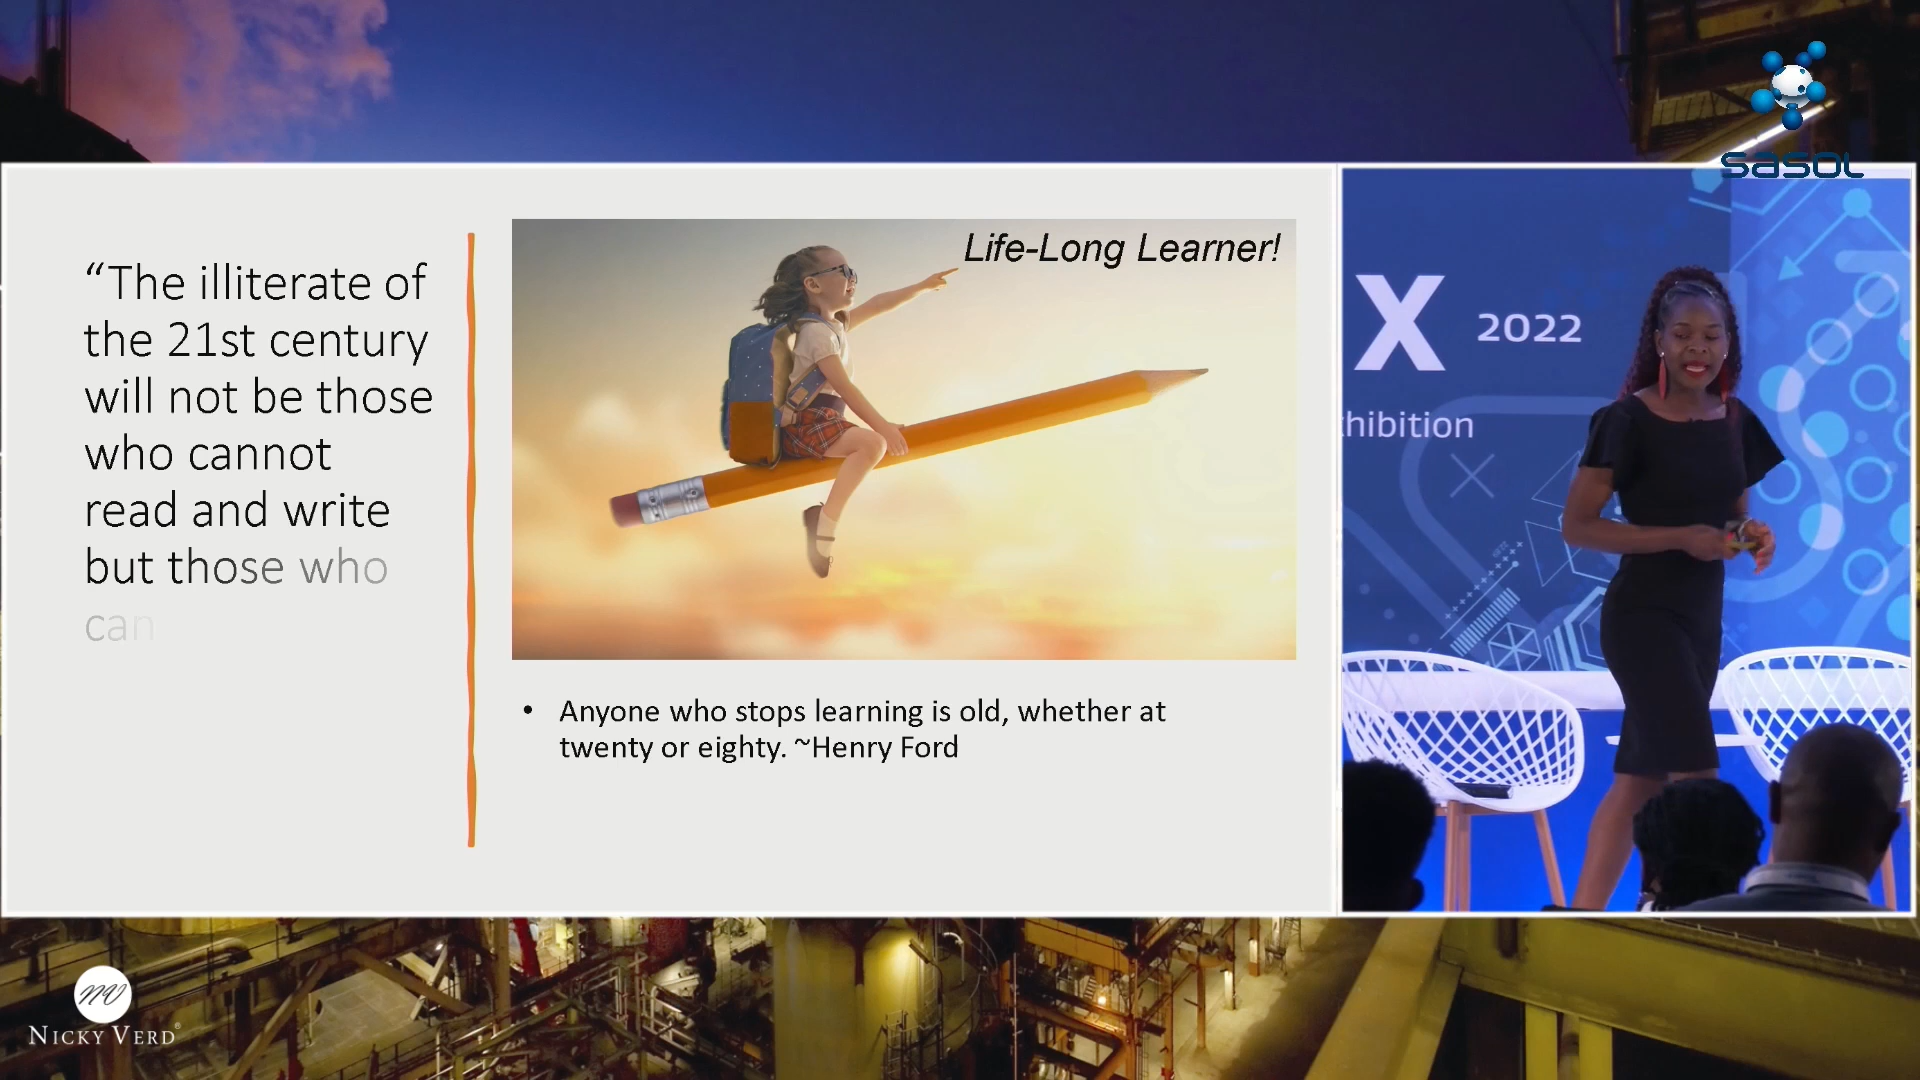 sasol
“The illiterate of
the 21st century
will not be those
who cannot
read and write
but those who
can
Life-Long Learner!
• Anyone who stops learning is old, whether at
twenty or eighty. ~Henry Ford
X 2022
hibition
NV
NICKY VERD®